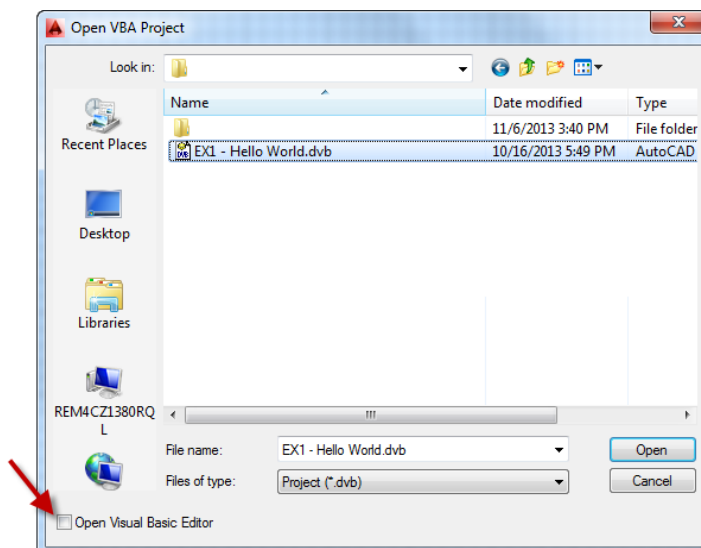 Open VBA Project
Look in:
Name Date modified Type
11/6/2013 3:40 PM File folder
EX1 - Hello World.dvb 10/16/2013 5:49 PM AutoCAD
Recent Places
Desktop
Libraries
REM4CZ1380RQ
L
File name: EX1 - Hello World.dvb Open
Files of type: Project (*.dvb) Cancel
Open Visual Basic Editor